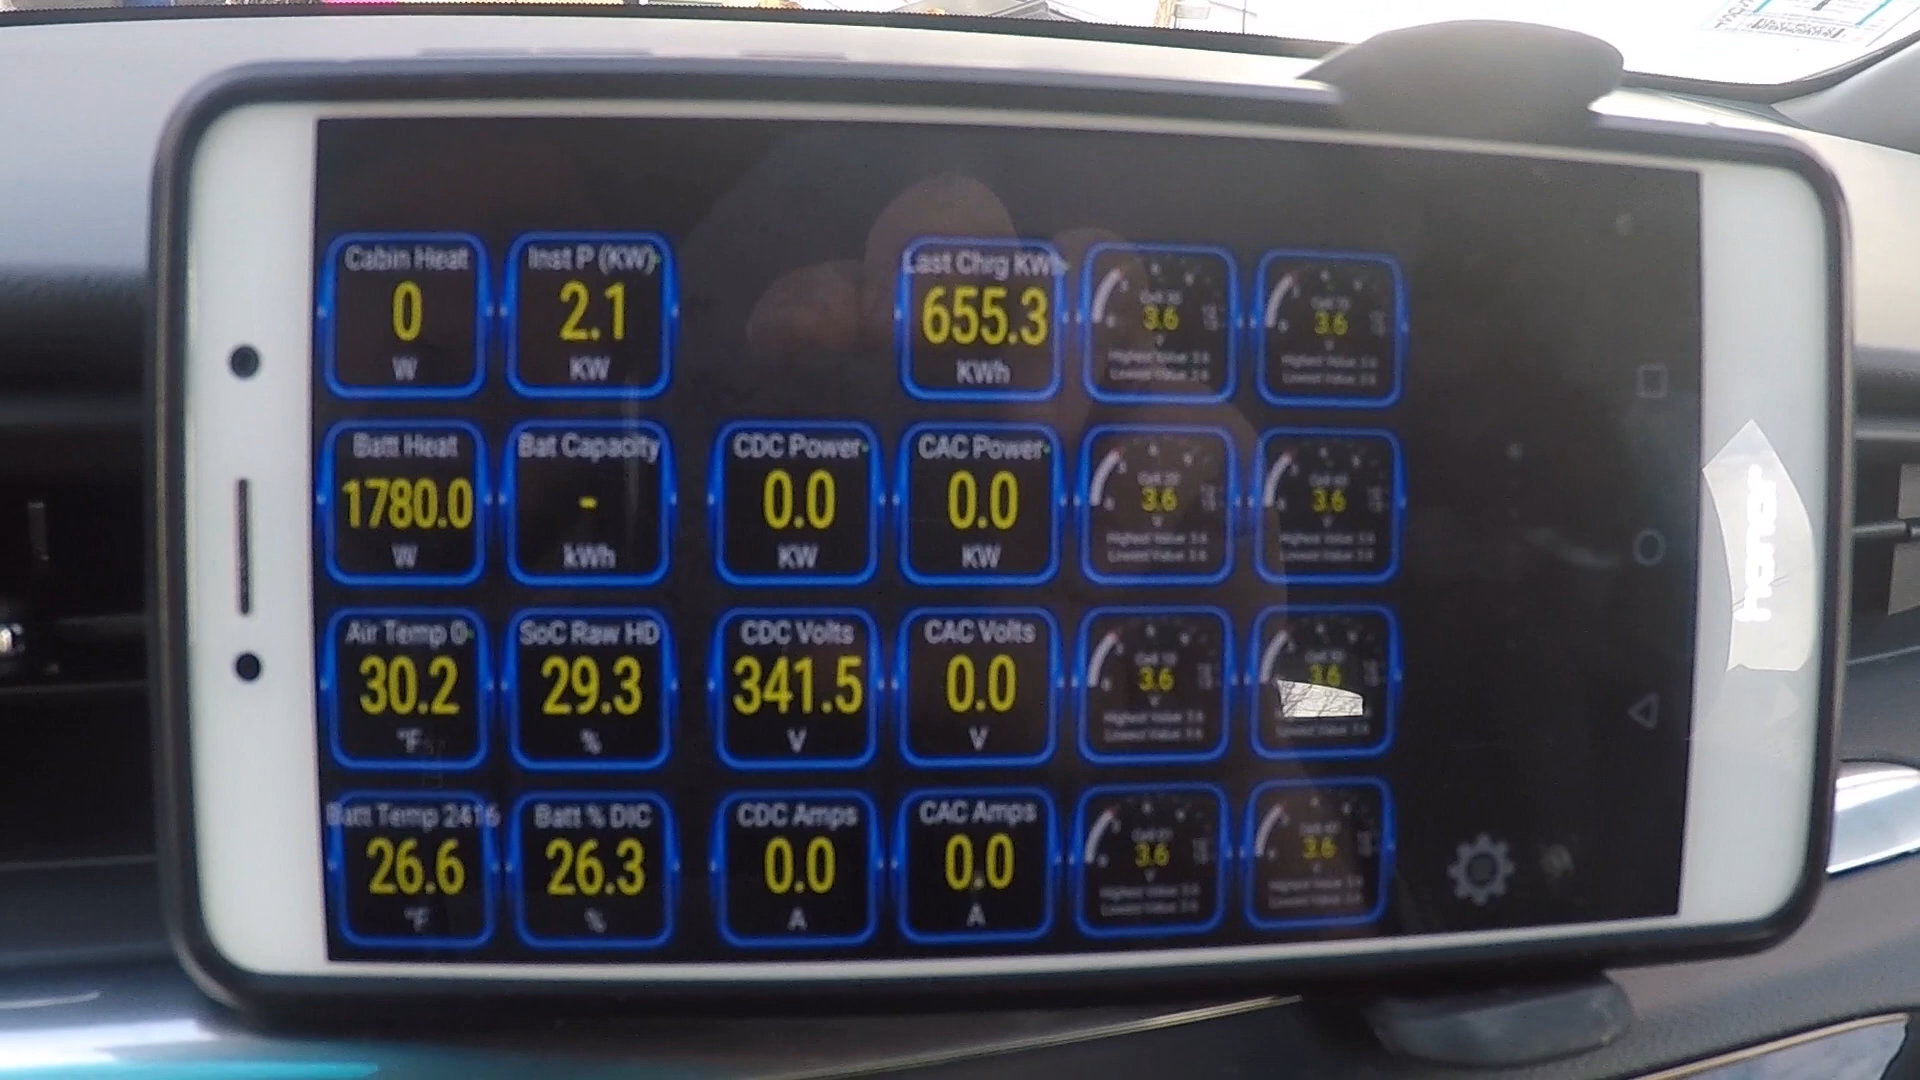 Cabin Heat
0
W
Inst P (KW)
2.1
KW
Last Chrg KWh
655.3
KWh
3.6
V
3.6
V
Batt Heat
1780.0
W
Bat Capacity
-
kWh
CDC Power
0.0
KW
CAC Power
0.0
KW
3.6
V
3.6
V
Air Temp 0
30.2
°F
SoC Raw HD
29.3
%
CDC Volts
341.5
V
CAC Volts
0.0
V
3.6
V
3.6
Batt Temp 2416
26.6
°F
Batt % DIC
26.3
%
CDC Amps
0.0
A
CAC Amps
0.0
A
3.6
V
3.6
V
honor